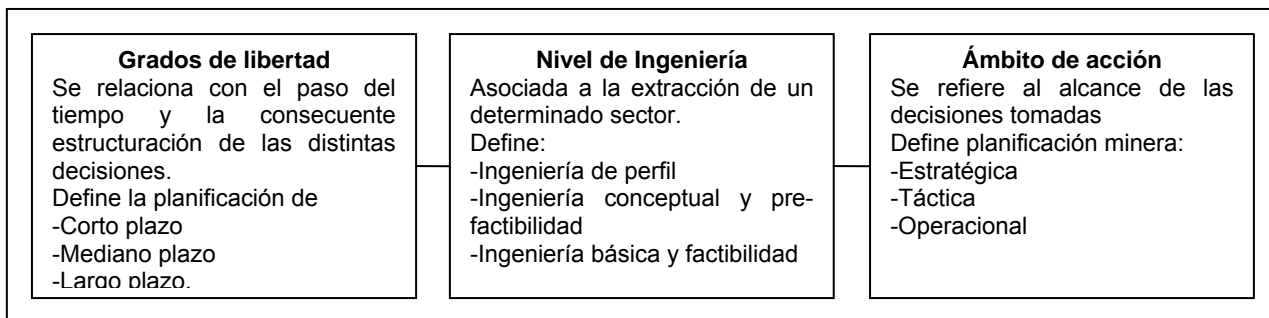 Grados de libertad
Se relaciona con el paso del
tiempo y la consecuente
estructuración de las distintas
decisiones.
Define la planificación de
-Corto plazo
-Mediano plazo
-Largo plazo.
Nivel de Ingeniería
Asociada a la extracción de un
determinado sector.
Define:
-Ingeniería de perfil
-Ingeniería conceptual y pre-
factibilidad
-Ingeniería básica y factibilidad
Ámbito de acción
Se refiere al alcance de las
decisiones tomadas
Define planificación minera:
-Estratégica
-Táctica
-Operacional